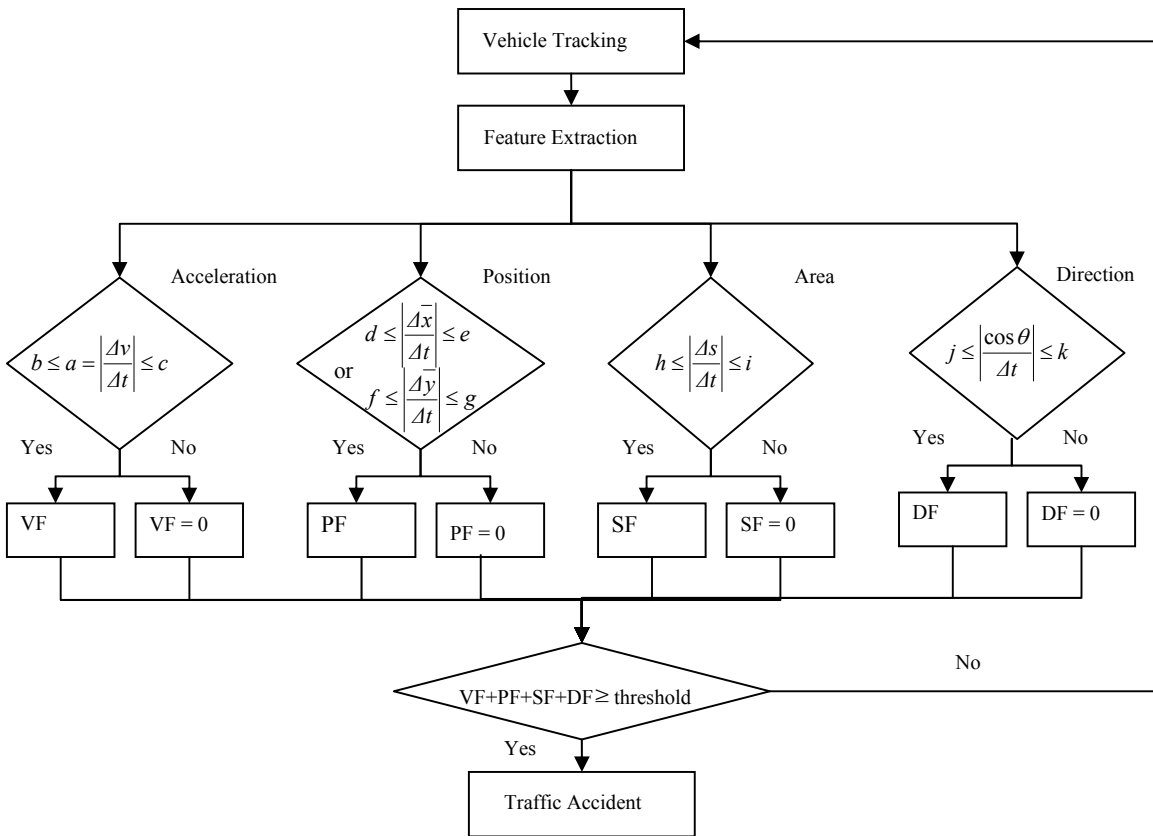 Vehicle Tracking
Feature Extraction
Acceleration
Position
Area
Direction
b ≤ a = |Δv/Δt| ≤ c
d ≤ |Δx̅/Δt| ≤ e
or
f ≤ |Δy̅/Δt| ≤ g
h ≤ |Δs/Δt| ≤ i
j ≤ |cos θ/Δt| ≤ k
Yes No
Yes No
Yes No
Yes No
VF
VF = 0
PF
PF = 0
SF
SF = 0
DF
DF = 0
No
VF+PF+SF+DF ≥ threshold
Yes
Traffic Accident